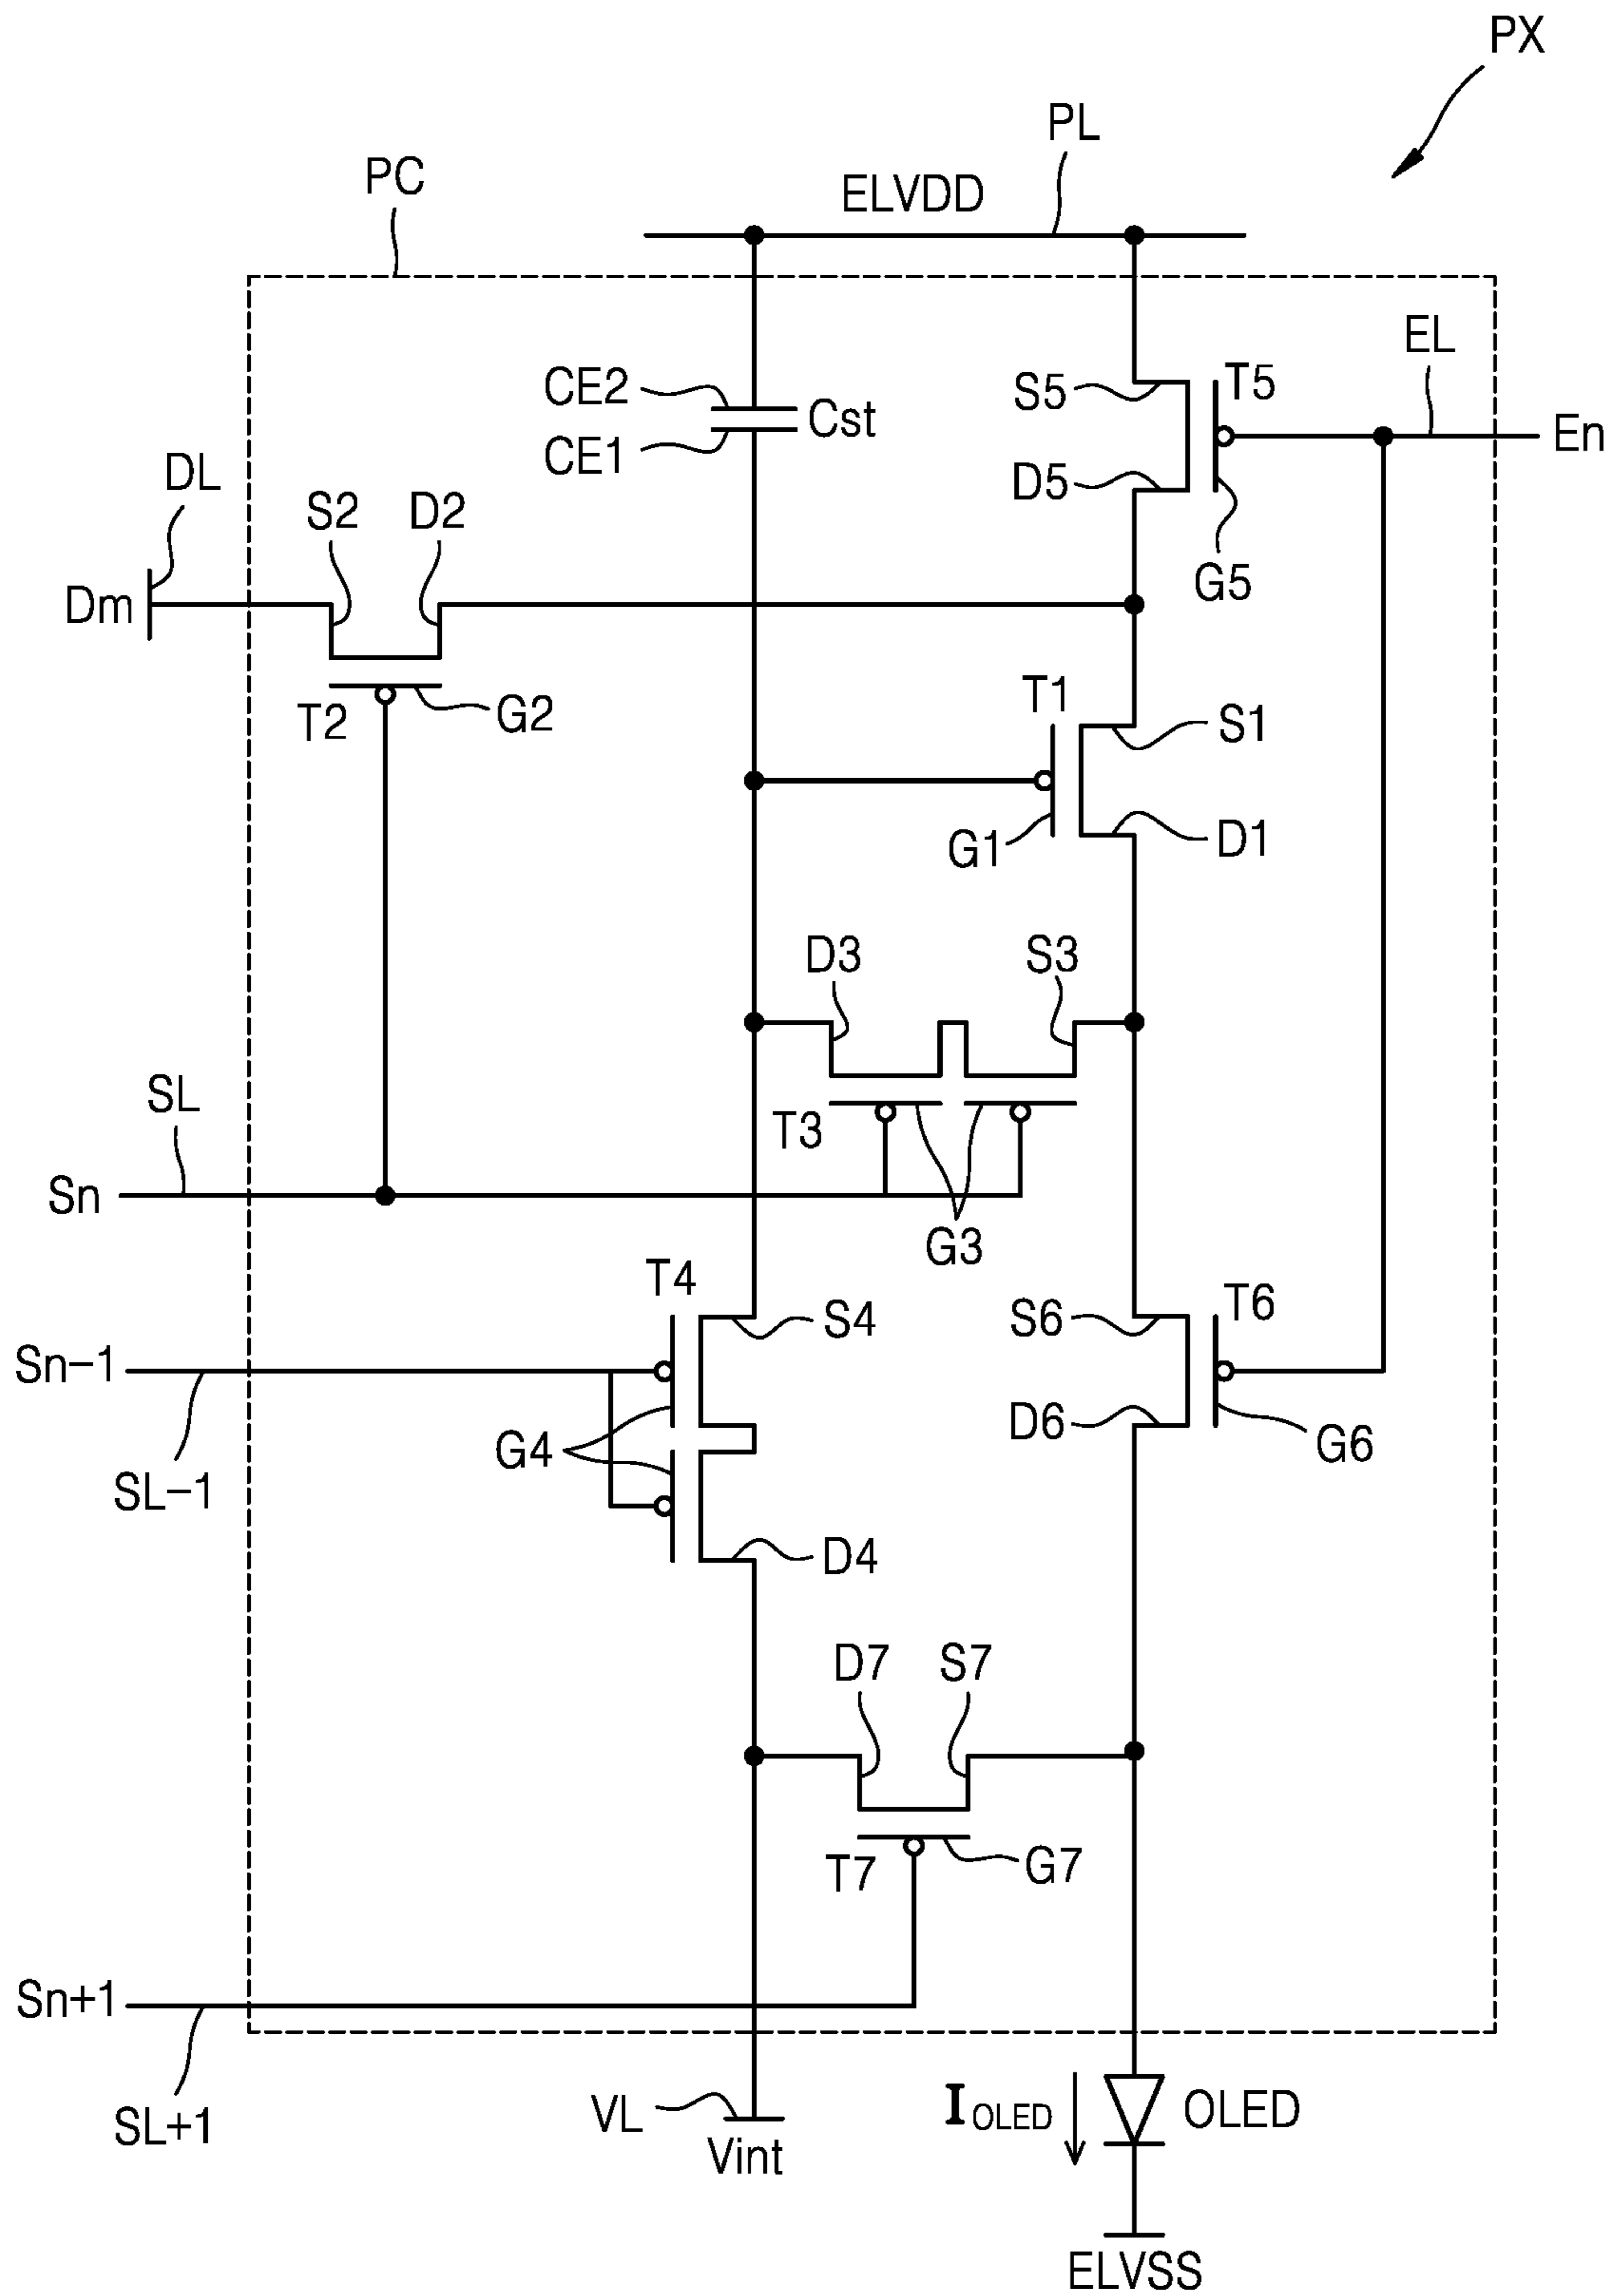 PX
PL
PC
ELVDD
EL
CE2
S5
T5
Cst
En
CE1
DL
D5
S2
D2
G5
Dm
T1
T2
G2
S1
G1
D1
D3
S3
SL
T3
Sn
G3
T4
T6
S4
S6
Sn−1
D6
G4
G6
SL−1
D4
D7
S7
T7
G7
Sn+1
SL+1
VL
IOLED
OLED
Vint
ELVSS